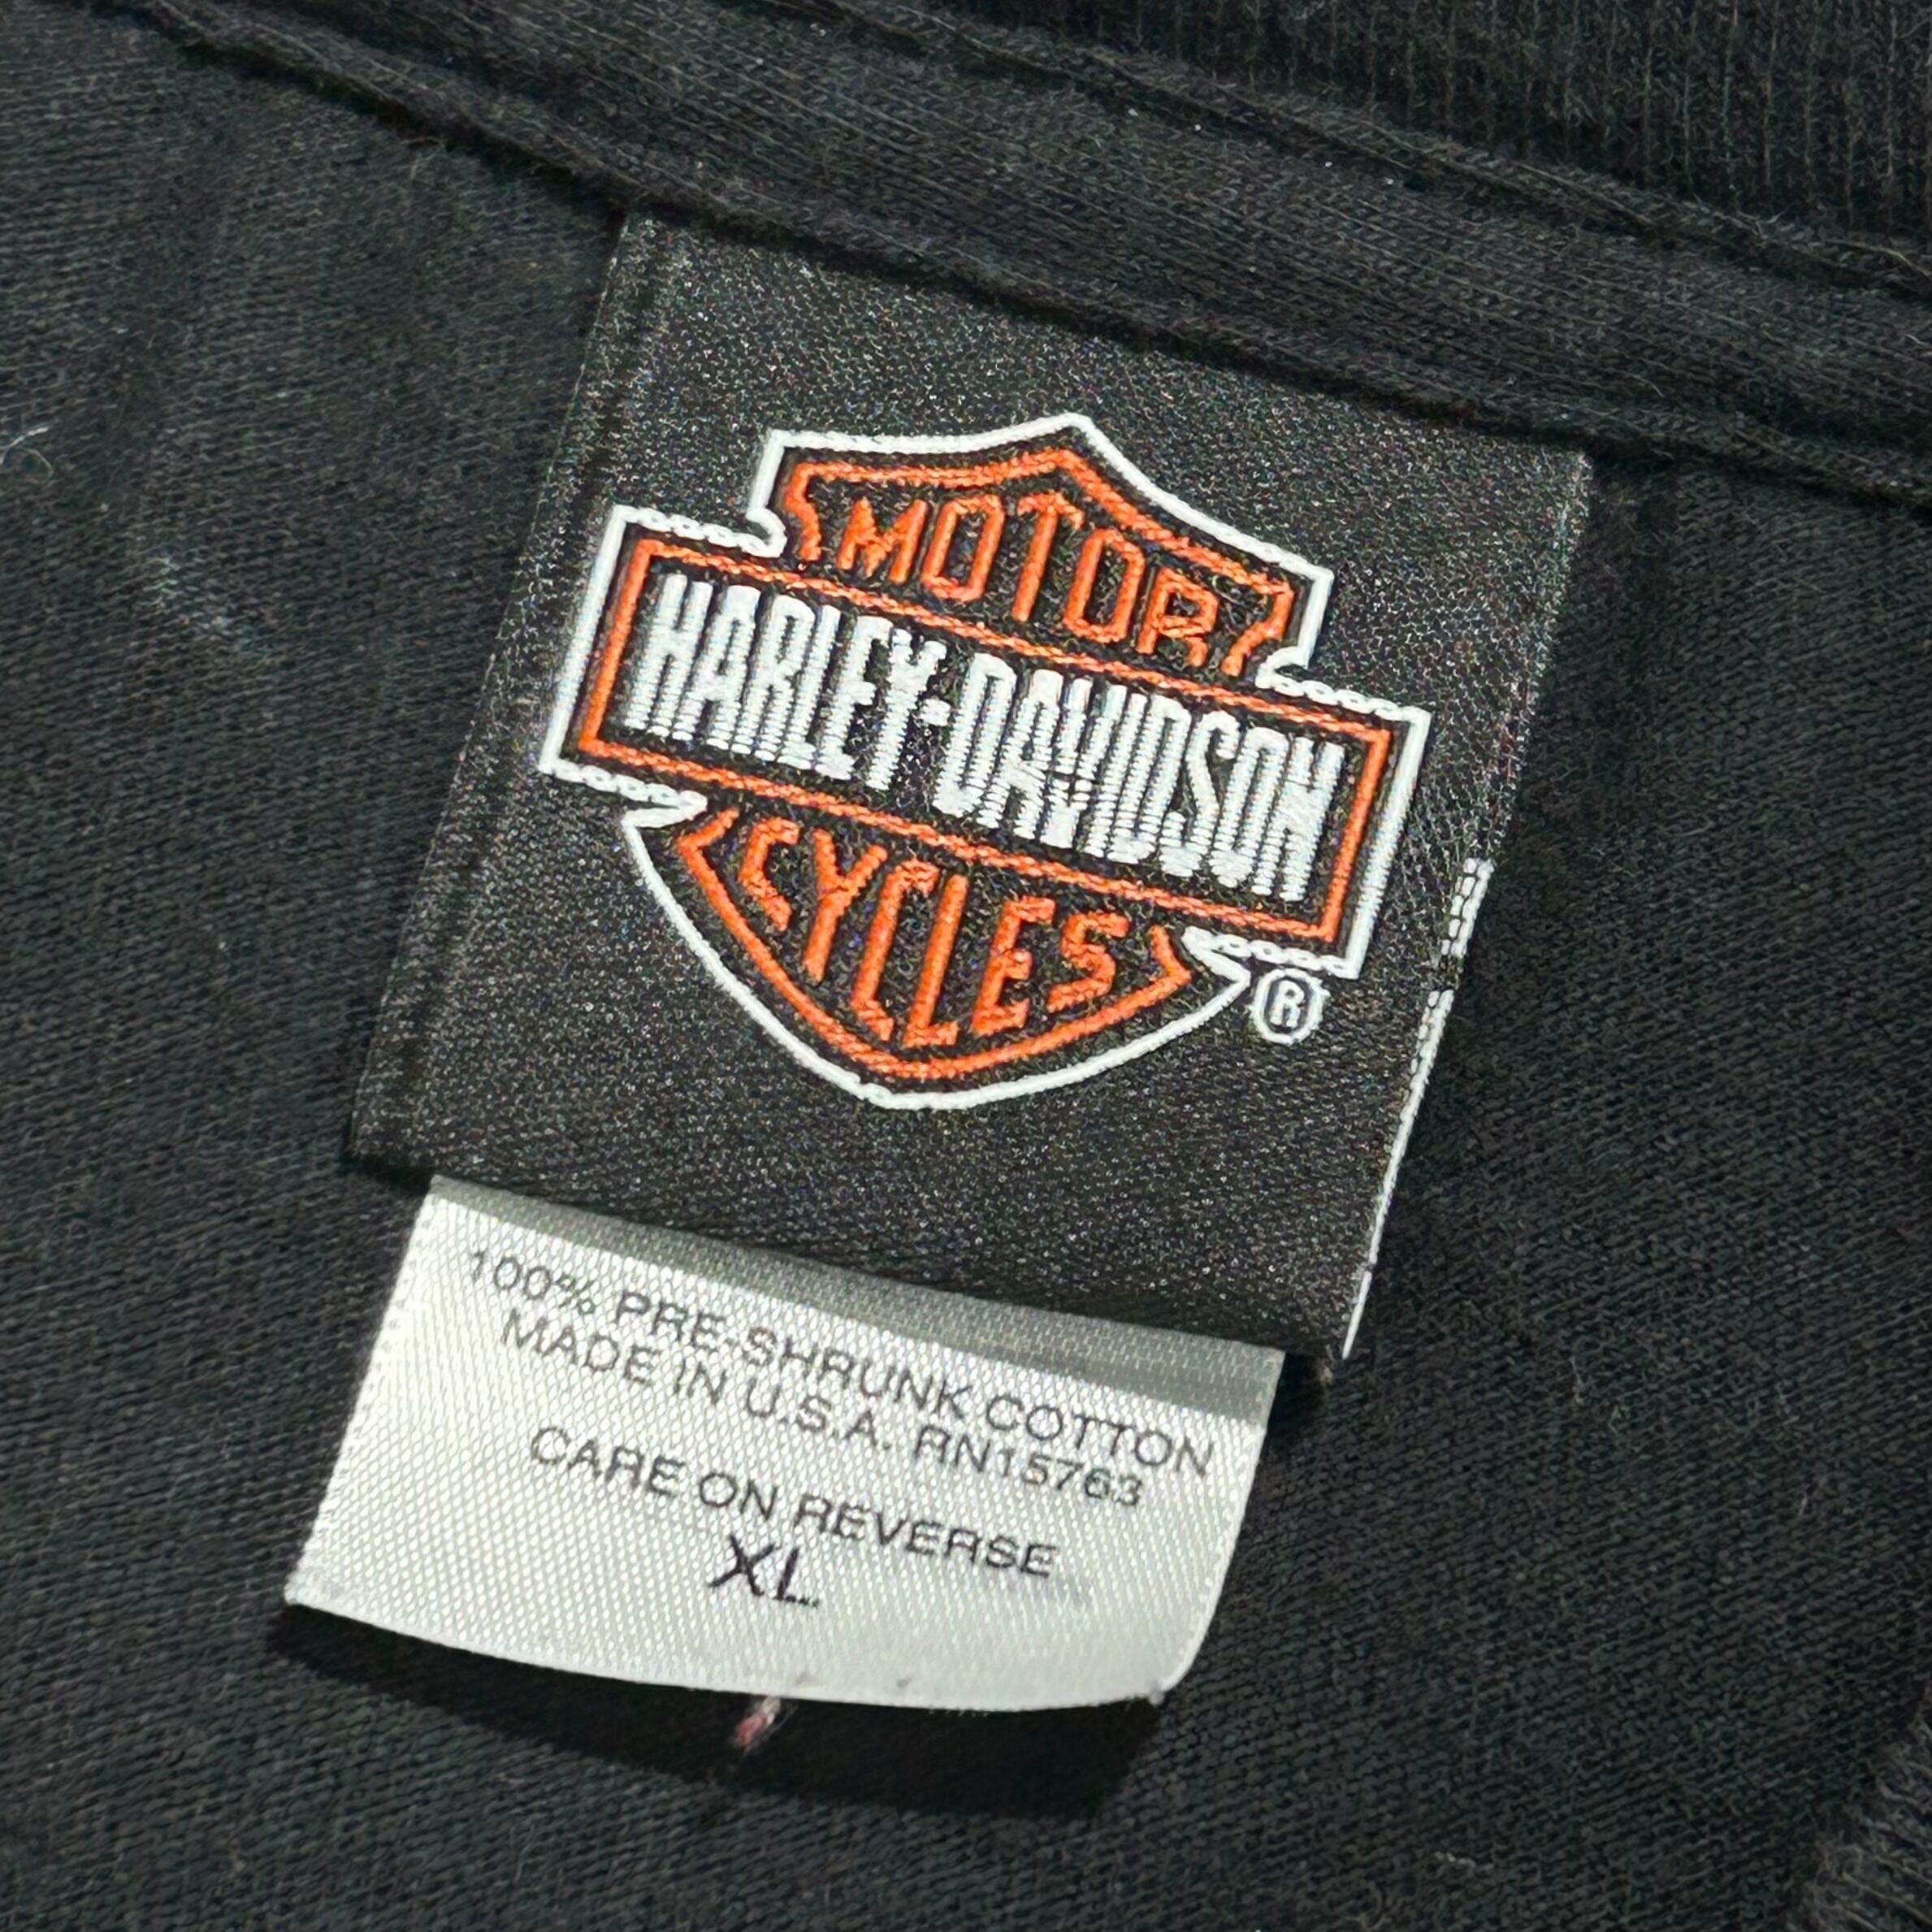 MOTOR
HARLEY-DAVIDSON
CYCLES
®
100% PRE-SHRUNK COTTON
MADE IN U.S.A. RN15763
CARE ON REVERSE
XL